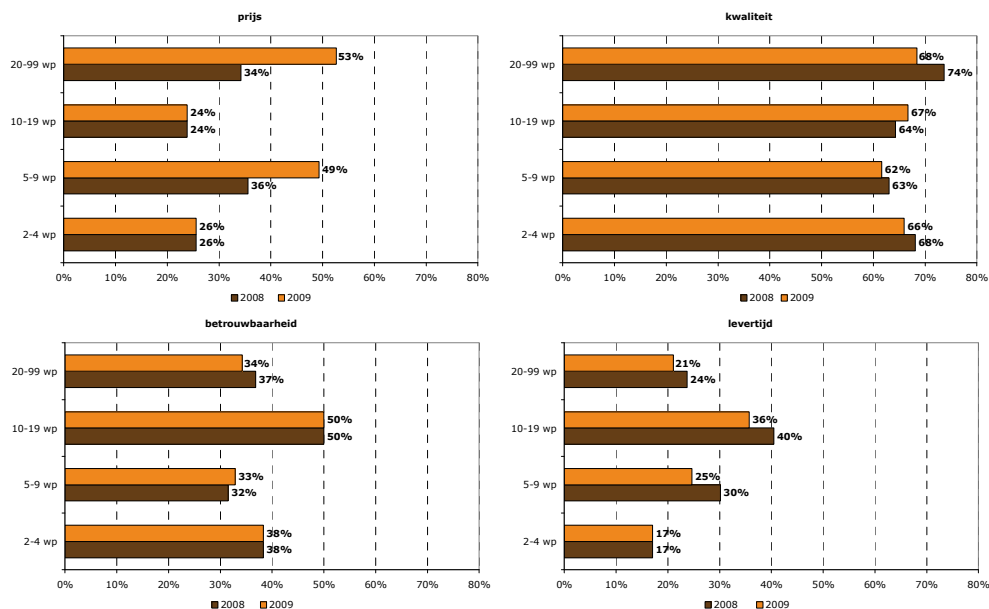 prijs
20-99 wp
53%
34%
10-19 wp
24%
24%
5-9 wp
49%
36%
2-4 wp
26%
26%
0% 10% 20% 30% 40% 50% 60% 70% 80%
2008 2009
kwaliteit
20-99 wp
68%
74%
10-19 wp
67%
64%
5-9 wp
62%
63%
2-4 wp
66%
68%
0% 10% 20% 30% 40% 50% 60% 70% 80%
2008 2009
betrouwbaarheid
20-99 wp
34%
37%
10-19 wp
50%
50%
5-9 wp
33%
32%
2-4 wp
38%
38%
0% 10% 20% 30% 40% 50% 60% 70% 80%
2008 2009
levertijd
20-99 wp
21%
24%
10-19 wp
36%
40%
5-9 wp
25%
30%
2-4 wp
17%
17%
0% 10% 20% 30% 40% 50% 60% 70% 80%
2008 2009